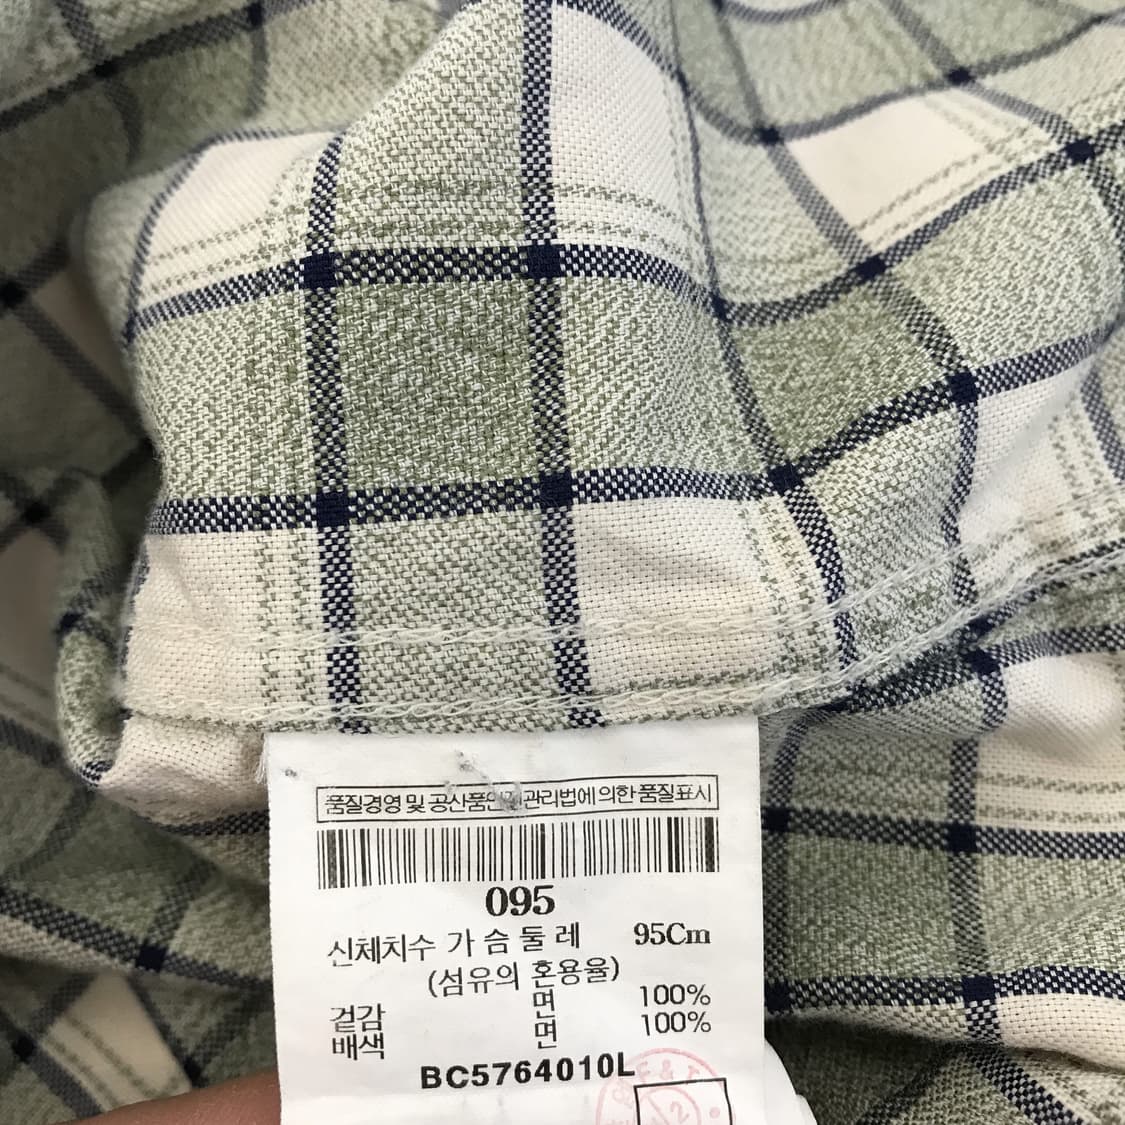 품질경영 및 공산품안전관리법에 의한 품질표시
095
신체치수 가 슴 둘 레 95Cm
(섬유의 혼용율)
겉감 면 100%
배색 면 100%
BC5764010L
F & T